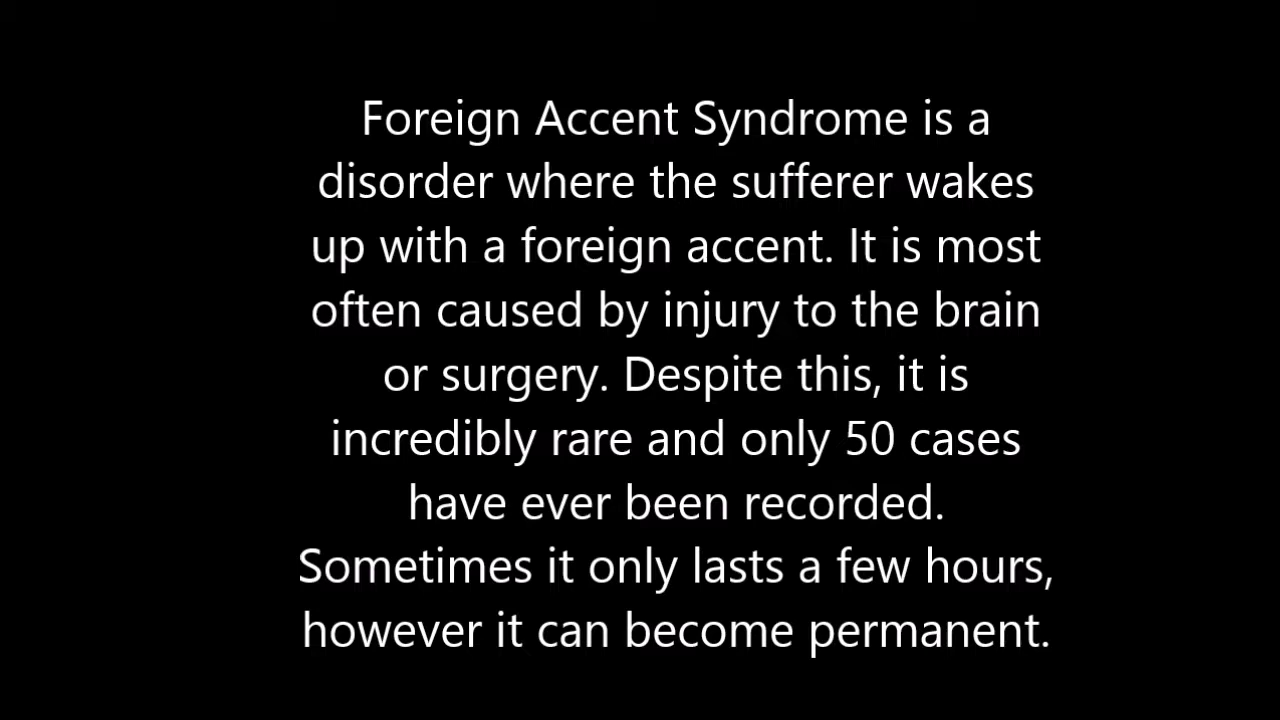 Foreign Accent Syndrome is a
disorder where the sufferer wakes
up with a foreign accent. It is most
often caused by injury to the brain
or surgery. Despite this, it is
incredibly rare and only 50 cases
have ever been recorded.
Sometimes it only lasts a few hours,
however it can become permanent.